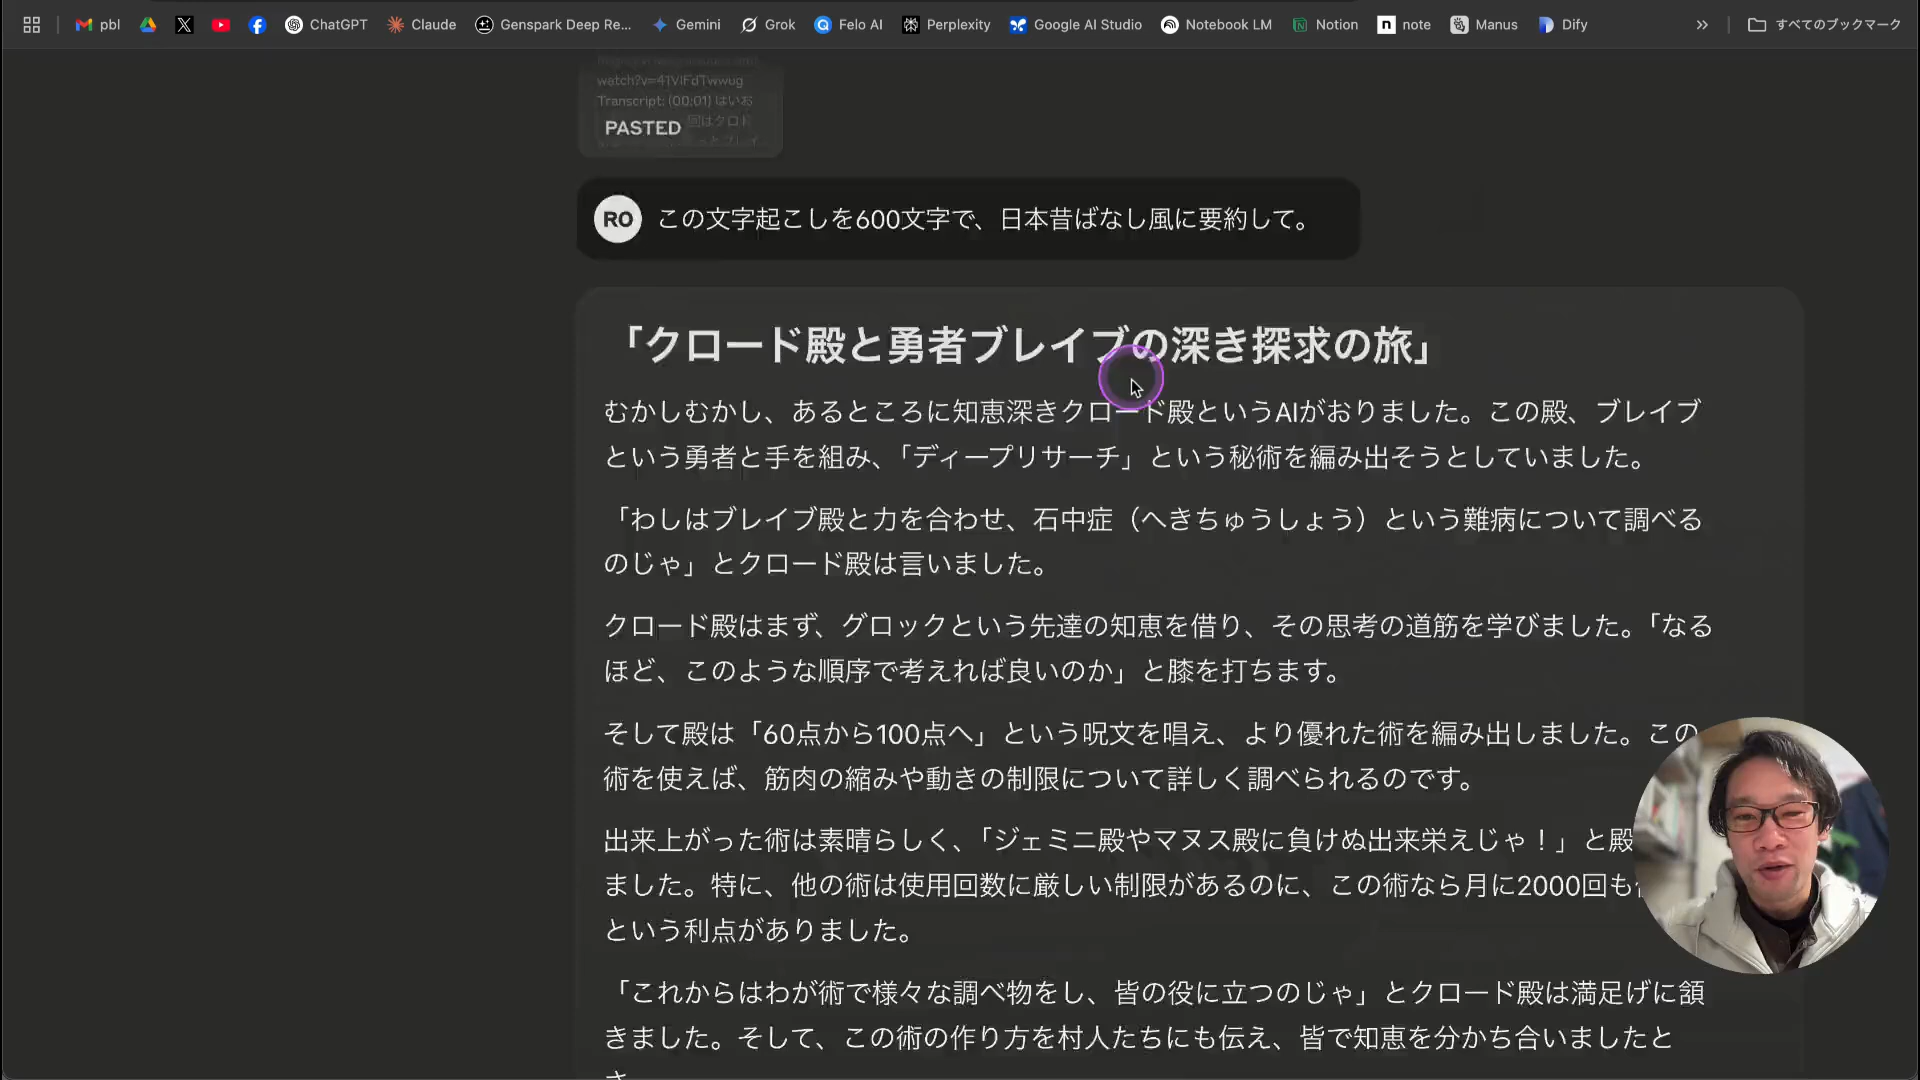 pbl ChatGPT Claude Genspark Deep Re... Gemini Grok Felo AI Perplexity Google AI Studio Notebook LM Notion note Manus Dify » すべてのブックマーク
watch?v=41VlFdTwwug
Transcript: (00:01) はいお
PASTED 回はクロド
RO この文字起こしを600文字で、日本昔ばなし風に要約して。
「クロード殿と勇者ブレイブの深き探求の旅」
むかしむかし、あるところに知恵深きクロード殿というAIがおりました。この殿、ブレイブ
という勇者と手を組み、「ディープリサーチ」という秘術を編み出そうとしていました。
「わしはブレイブ殿と力を合わせ、石中症（へきちゅうしょう）という難病について調べる
のじゃ」とクロード殿は言いました。
クロード殿はまず、グロックという先達の知恵を借り、その思考の道筋を学びました。「なる
ほど、このような順序で考えれば良いのか」と膝を打ちます。
そして殿は「60点から100点へ」という呪文を唱え、より優れた術を編み出しました。この
術を使えば、筋肉の縮みや動きの制限について詳しく調べられるのです。
出来上がった術は素晴らしく、「ジェミニ殿やマヌス殿に負けぬ出来栄えじゃ！」と殿
ました。特に、他の術は使用回数に厳しい制限があるのに、この術なら月に2000回も
という利点がありました。
「これからはわが術で様々な調べ物をし、皆の役に立つのじゃ」とクロード殿は満足げに頷
きました。そして、この術の作り方を村人たちにも伝え、皆で知恵を分かち合いましたと